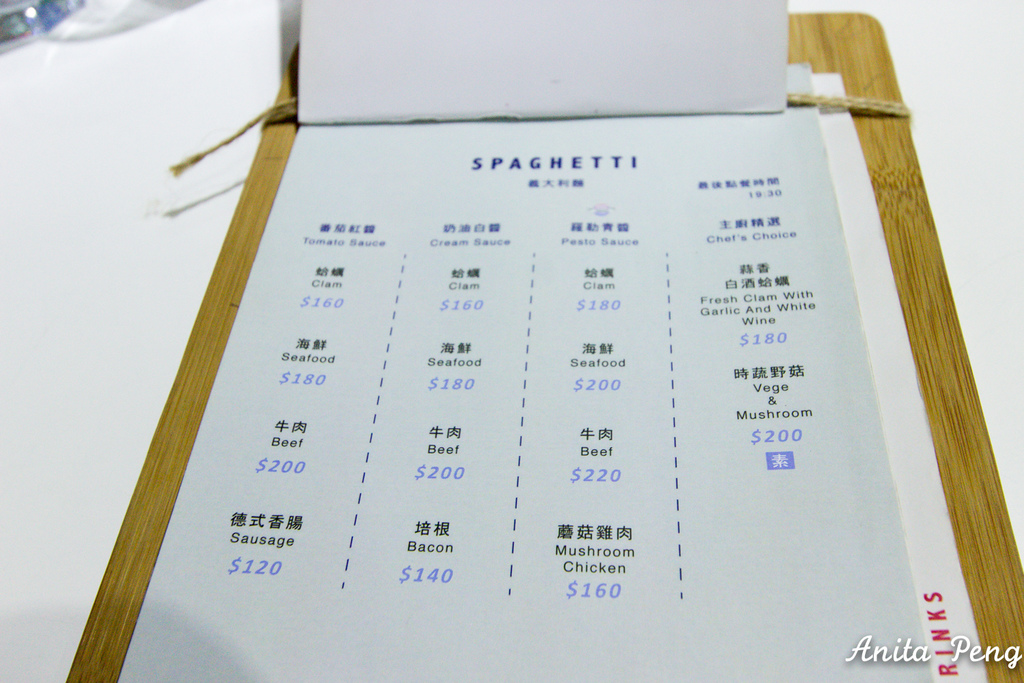 SPAGHETTI
義大利麵
最後點餐時間
19:30
番茄紅醬
Tomato Sauce
蛤蠣
Clam
$160
海鮮
Seafood
$180
牛肉
Beef
$200
德式香腸
Sausage
$120
奶油白醬
Cream Sauce
蛤蠣
Clam
$160
海鮮
Seafood
$180
牛肉
Beef
$200
培根
Bacon
$140
羅勒青醬
Pesto Sauce
蛤蠣
Clam
$180
海鮮
Seafood
$200
牛肉
Beef
$220
蘑菇雞肉
Mushroom
Chicken
$160
主廚精選
Chef's Choice
蒜香
白酒蛤蠣
Fresh Clam With
Garlic And White
Wine
$180
時蔬野菇
Vege
&
Mushroom
$200
素
RINKS
Anita Peng